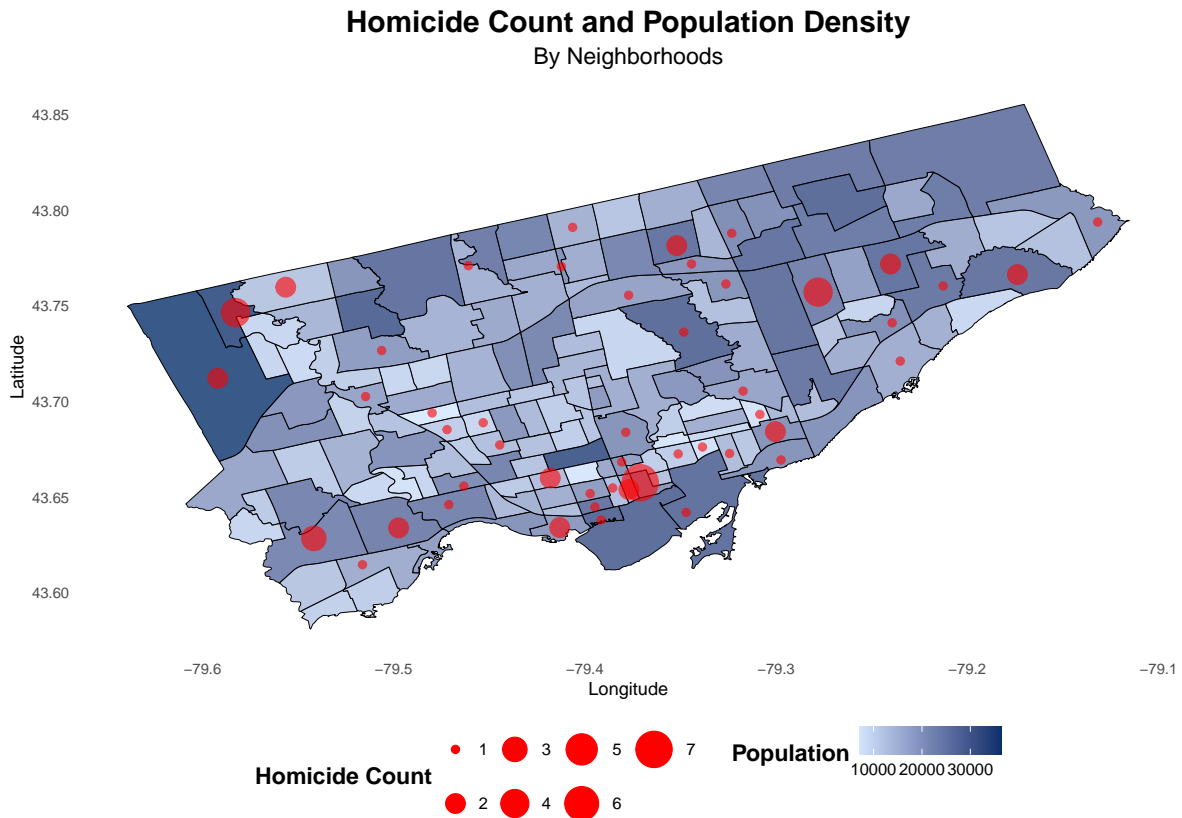 Homicide Count and Population Density
By Neighborhoods
43.85
43.80
43.75
43.70
43.65
43.60
Latitude
−79.6 −79.5 −79.4 −79.3 −79.2 −79.1
Longitude
Homicide Count
1 3 5 7
2 4 6
Population
10000 20000 30000